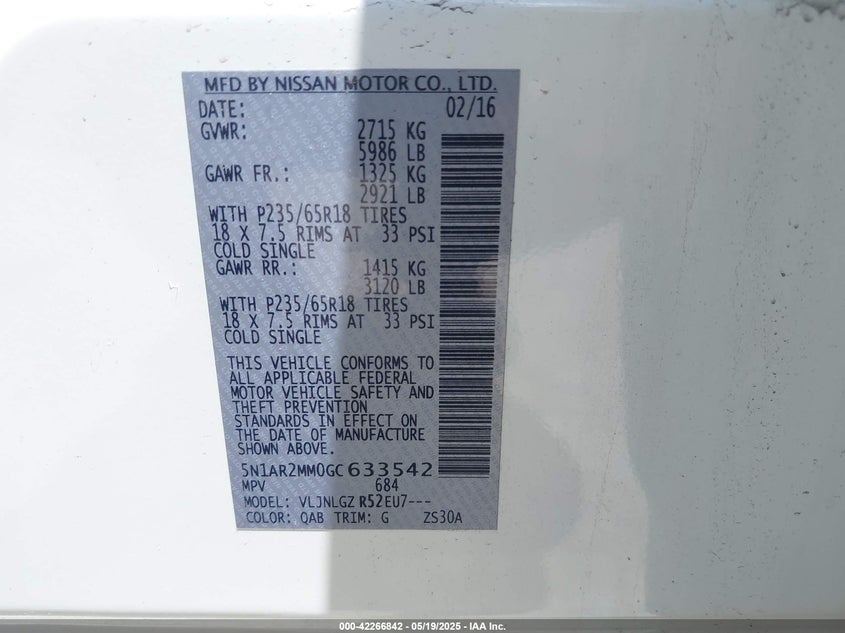 MFD BY NISSAN MOTOR CO., LTD.
DATE: 02/16
GVWR: 2715 KG
5986 LB
GAWR FR.: 1325 KG
2921 LB
WITH P235/65R18 TIRES
18 X 7.5 RIMS AT 33 PSI
COLD SINGLE
GAWR RR.: 1415 KG
3120 LB
WITH P235/65R18 TIRES
18 X 7.5 RIMS AT 33 PSI
COLD SINGLE
THIS VEHICLE CONFORMS TO
ALL APPLICABLE FEDERAL
MOTOR VEHICLE SAFETY AND
THEFT PREVENTION
STANDARDS IN EFFECT ON
THE DATE OF MANUFACTURE
SHOWN ABOVE.
5N1AR2MM0GC633542
MPV 684
MODEL: VLJNLGZ R52EU7---
COLOR: QAB TRIM: G ZS30A
000-42266842 - 05/19/2025 - IAA Inc.